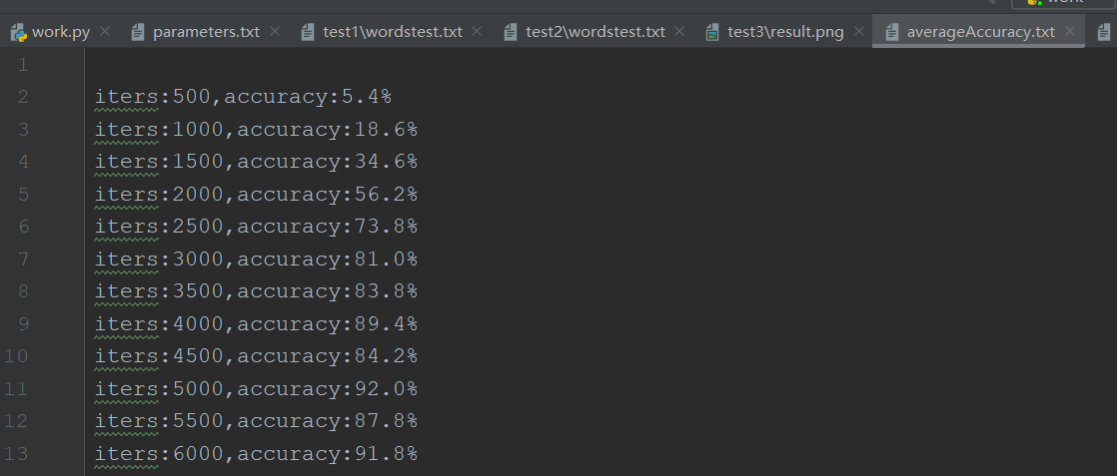 work.py parameters.txt test1\wordstest.txt test2\wordstest.txt test3\result.png averageAccuracy.txt
1
2 iters:500,accuracy:5.4%
3 iters:1000,accuracy:18.6%
4 iters:1500,accuracy:34.6%
5 iters:2000,accuracy:56.2%
6 iters:2500,accuracy:73.8%
7 iters:3000,accuracy:81.0%
8 iters:3500,accuracy:83.8%
9 iters:4000,accuracy:89.4%
10 iters:4500,accuracy:84.2%
11 iters:5000,accuracy:92.0%
12 iters:5500,accuracy:87.8%
13 iters:6000,accuracy:91.8%